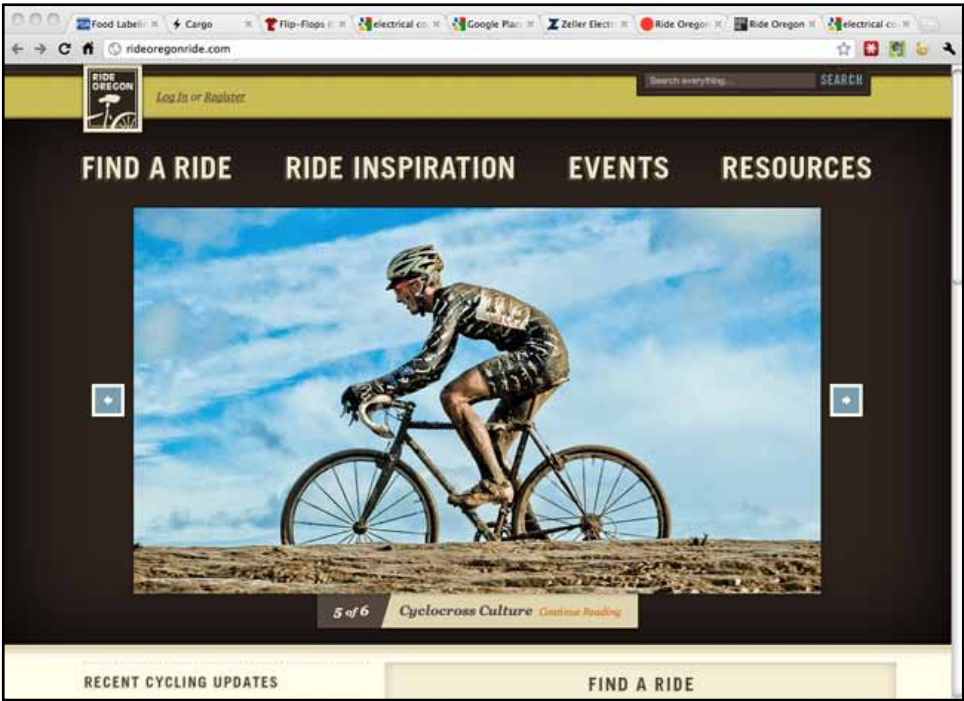 Food Labeli
Cargo
Flip-Flops
electrical co
Google Plac
Zeller Electr
Ride Oregon
Ride Oregon
electrical co
rideoregonride.com
RIDE
OREGON
Log In or Register
Search everything...
SEARCH
FIND A RIDE
RIDE INSPIRATION
EVENTS
RESOURCES
5 of 6
Cyclocross Culture Continue Reading
RECENT CYCLING UPDATES
FIND A RIDE